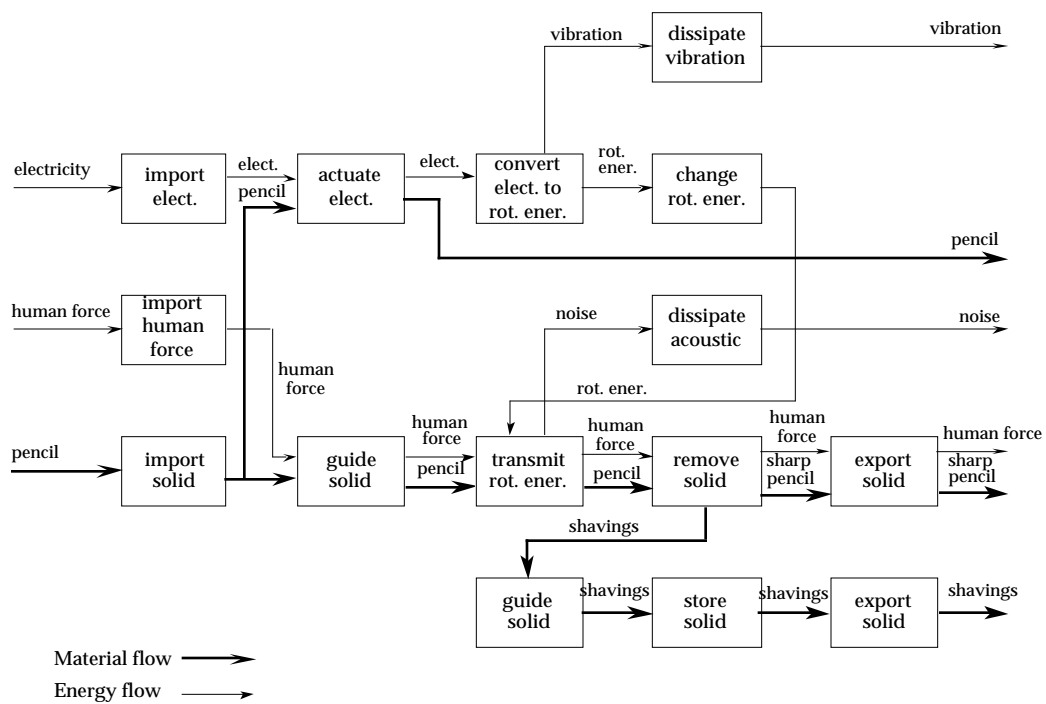 vibration
dissipate
vibration
vibration
electricity
import
elect.
elect.
pencil
actuate
elect.
elect.
convert
elect. to
rot. ener.
rot.
ener.
change
rot. ener.
pencil
human force
import
human
force
noise
dissipate
acoustic
noise
human
force
rot. ener.
pencil
import
solid
guide
solid
human
force
pencil
transmit
rot. ener.
human
force
pencil
remove
solid
human
force
sharp
pencil
export
solid
human force
sharp
pencil
shavings
guide
solid
shavings
store
solid
shavings
export
solid
shavings
Material flow
Energy flow